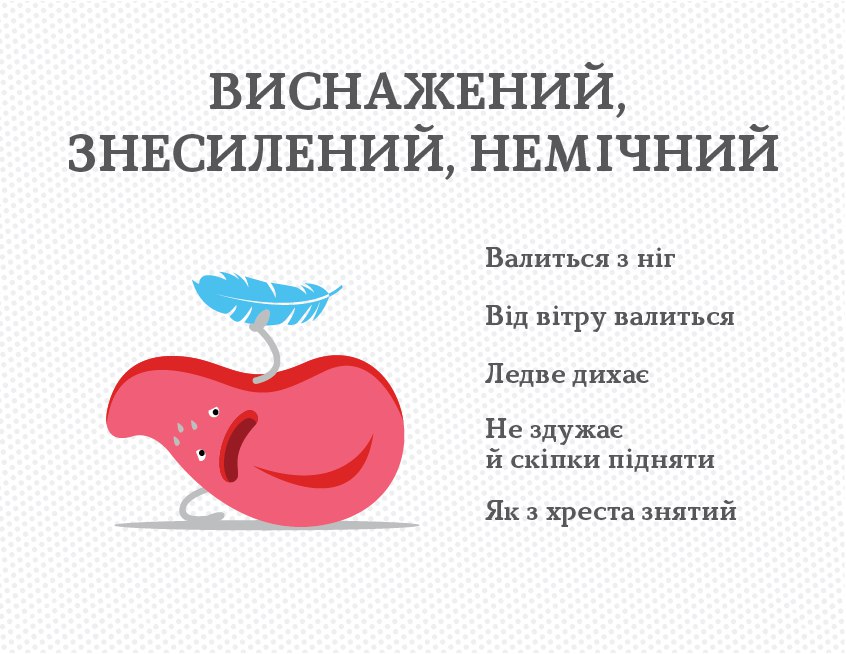 ВИСНАЖЕНИЙ,
ЗНЕСИЛЕНИЙ, НЕМІЧНИЙ
Валиться з ніг
Від вітру валиться
Ледве дихає
Не здужає
й скіпки підняти
Як з хреста знятий